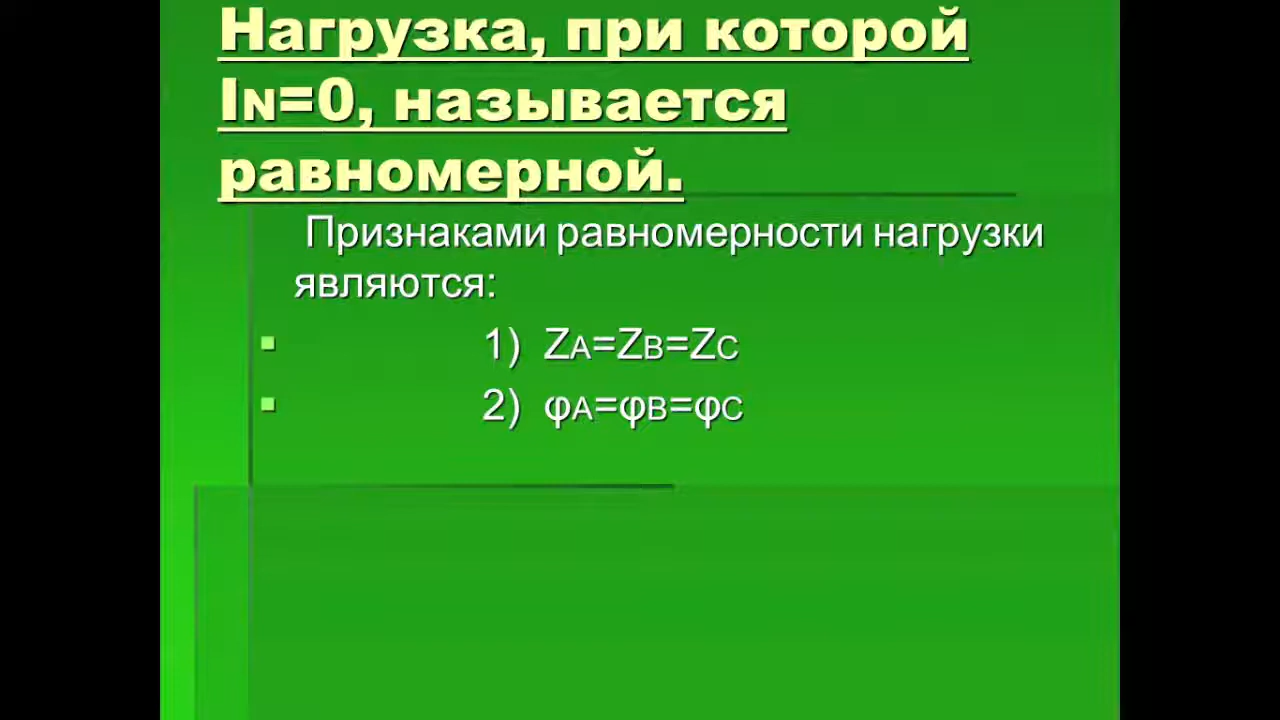 Нагрузка, при которой
IN=0, называется
равномерной.
Признаками равномерности нагрузки
являются:
1) ZA=ZB=ZC
2) φA=φB=φC